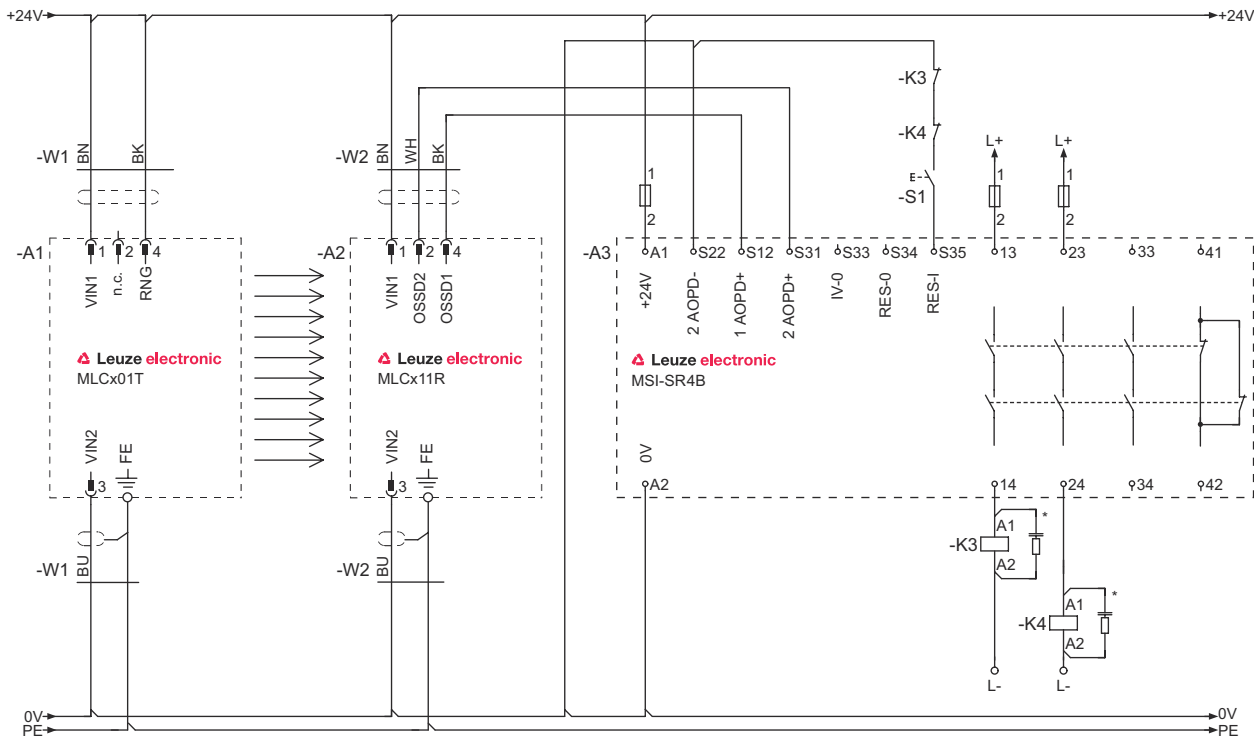 +24V
+24V
-K3
-K4
E
-S1
-W1
BN
BK
-W2
BN
WH
BK
L+
L+
1
2
1
2
1
2
-A1
1
2
4
VIN1
n.c.
RNG
-A2
1
2
4
VIN1
OSSD2
OSSD1
-A3
A1
S22
S12
S31
S33
S34
S35
13
23
33
41
+24V
2 AOPD-
1 AOPD+
2 AOPD+
IV-0
RES-0
RES-I
Leuze electronic
MLCx01T
Leuze electronic
MLCx11R
Leuze electronic
MSI-SR4B
VIN2
FE
3
VIN2
FE
3
0V
A2
14
24
34
42
-W1
BU
-W2
BU
-K3
A1
A2
*
-K4
A1
A2
*
L-
L-
0V
PE
0V
PE